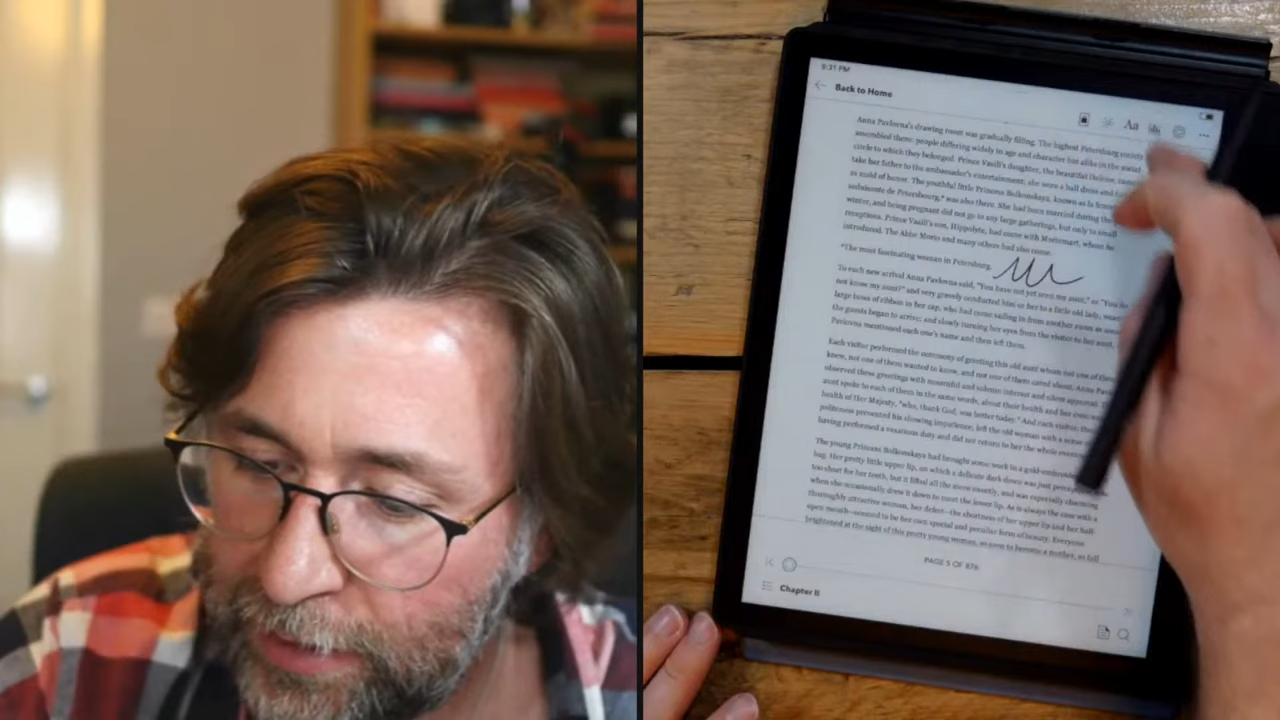 9:31 PM
Back to Home
Aa
Anna Pavlovna's drawing room was gradually filling. The highest Petersburg society
assembled there: people differing widely in age and character but alike in the social
circle to which they belonged. Prince Vasili's daughter, the beautiful Helene, came
take her father to the ambassador's entertainment; she wore a ball dress and
as maid of honor. The youthful little Princess Bolkonskaya, known as la femme
seduisante de Petersbourg,* was also there. She had been married during the
winter, and being pregnant did not go to any large gatherings, but only to small
receptions. Prince Vasili's son, Hippolyte, had come with Mortemart, whom he
introduced. The Abbe Morio and many others had also come.
*The most fascinating woman in Petersburg.
To each new arrival Anna Pavlovna said, "You have not yet seen my aunt," or "You do
not know my aunt?" and very gravely conducted him or her to a little old lady,
large bows of ribbon in her cap, who had come sailing in from another room as soon
the guests began to arrive; and slowly turning her eyes from the visitor to her aunt,
Pavlovna mentioned each one's name and then left them.
Each visitor performed the ceremony of greeting this old aunt whom not one of them
knew, not one of them wanted to know, and not one of them cared about; Anna
observed these greetings with mournful and solemn interest and silent approval.
aunt spoke to each of them in the same words, about their health and her own
health of Her Majesty, "who, thank God, was better today." And each visitor,
politeness prevented his showing impatience, left the old woman with a sense
having performed a vexatious duty and did not return to her the whole evening.
The young Princess Bolkonskaya had brought some work in a gold-embroidered
bag. Her pretty little upper lip, on which a delicate dark down was just
too short for her teeth, but it lifted all the more sweetly, and was especially charming
when she occasionally drew it down to meet the lower lip. As is always the case with a
thoroughly attractive woman, her defect—the shortness of her upper lip and her half-
open mouth—seemed to be her own special and peculiar form of beauty. Everyone
brightened at the sight of this pretty young woman, so soon to become a mother, so full
PAGE 5 OF 876
Chapter II